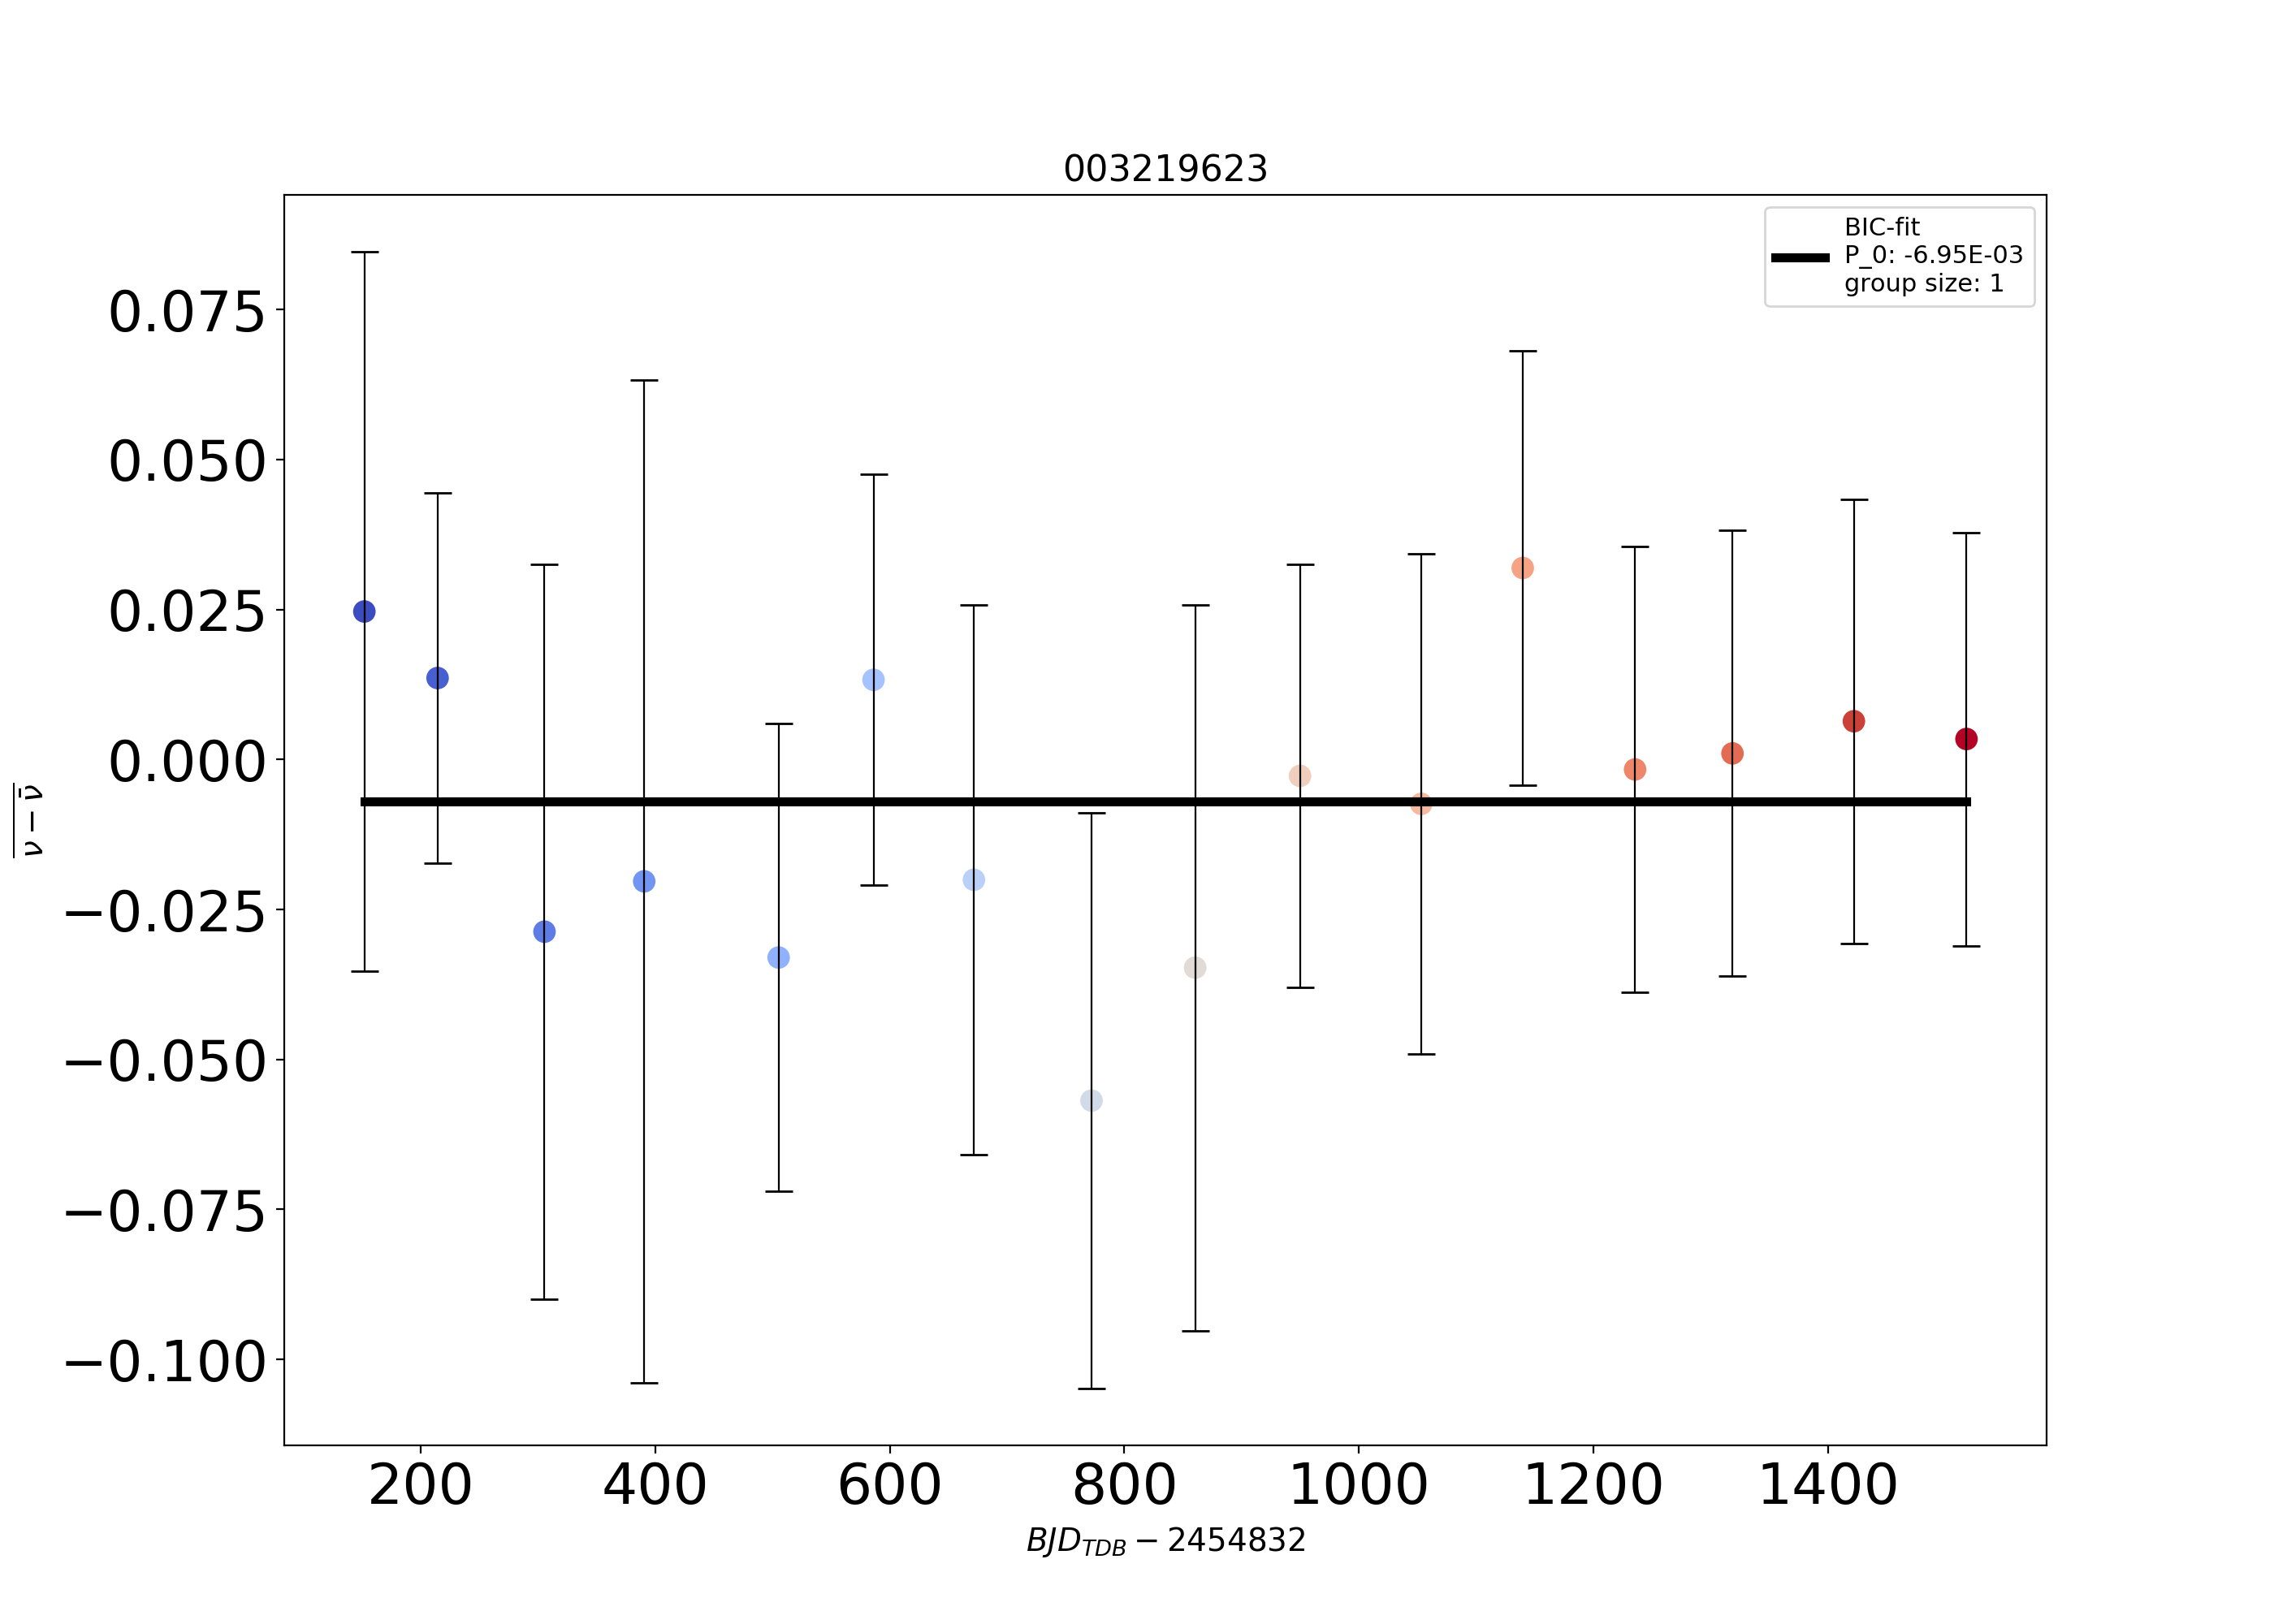 003219623
BIC-fit
P_0: -6.95E-03
group size: 1
0.075
0.050
0.025
0.000
−0.025
−0.050
−0.075
−0.100
ν − ν̄
200 400 600 800 1000 1200 1400
BJD_TDB − 2454832